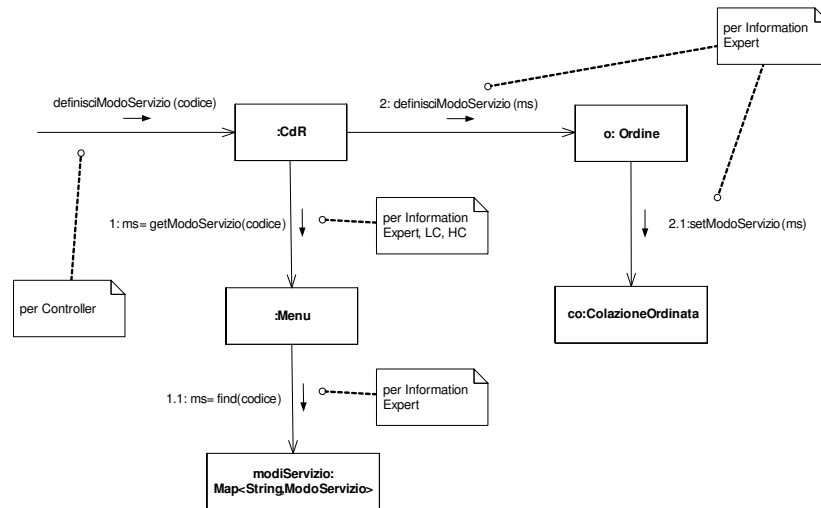 per Information
Expert
definisciModoServizio (codice)
2: definisciModoServizio (ms)
:CdR
o: Ordine
1: ms= getModoServizio(codice)
per Information
Expert, LC, HC
2.1:setModoServizio (ms)
per Controller
:Menu
co:ColazioneOrdinata
1.1: ms= find(codice)
per Information
Expert
modiServizio:
Map<String,ModoServizio>